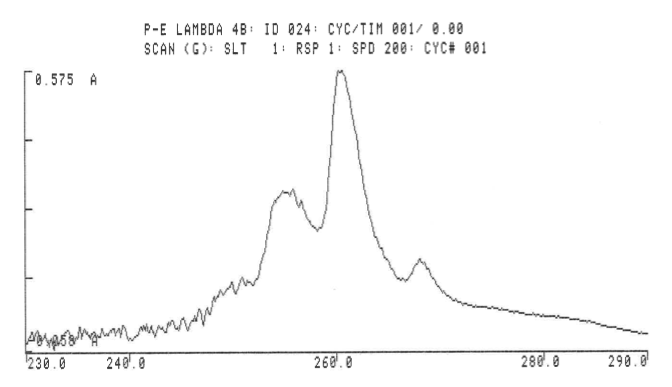 P-E LAMBDA 4B: ID 024: CYC/TIM 001/ 0.00
SCAN (G): SLT 1: RSP 1: SPD 200: CYC# 001
0.575 A
A
230.0 240.0 260.0 280.0 290.0